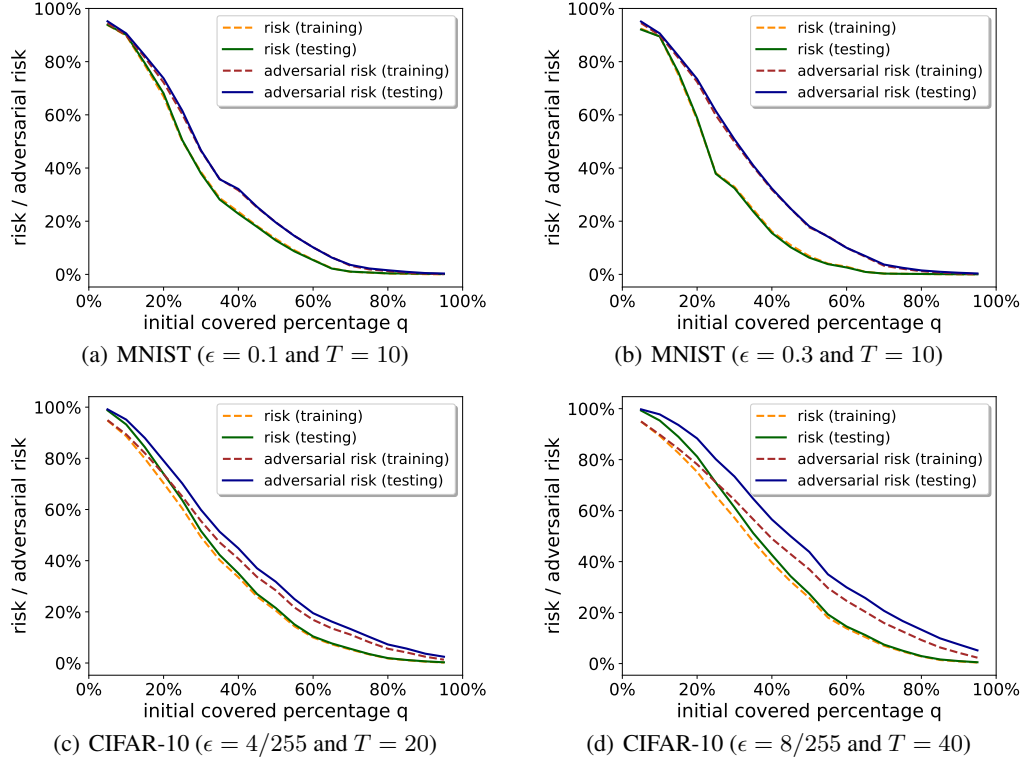 100%
80%
60%
40%
20%
0%
risk / adversarial risk
risk (training)
risk (testing)
adversarial risk (training)
adversarial risk (testing)
0% 20% 40% 60% 80% 100%
initial covered percentage q
(a) MNIST (ϵ = 0.1 and T = 10)
100%
80%
60%
40%
20%
0%
risk / adversarial risk
risk (training)
risk (testing)
adversarial risk (training)
adversarial risk (testing)
0% 20% 40% 60% 80% 100%
initial covered percentage q
(b) MNIST (ϵ = 0.3 and T = 10)
100%
80%
60%
40%
20%
0%
risk / adversarial risk
risk (training)
risk (testing)
adversarial risk (training)
adversarial risk (testing)
0% 20% 40% 60% 80% 100%
initial covered percentage q
(c) CIFAR-10 (ϵ = 4/255 and T = 20)
100%
80%
60%
40%
20%
0%
risk / adversarial risk
risk (training)
risk (testing)
adversarial risk (training)
adversarial risk (testing)
0% 20% 40% 60% 80% 100%
initial covered percentage q
(d) CIFAR-10 (ϵ = 8/255 and T = 40)